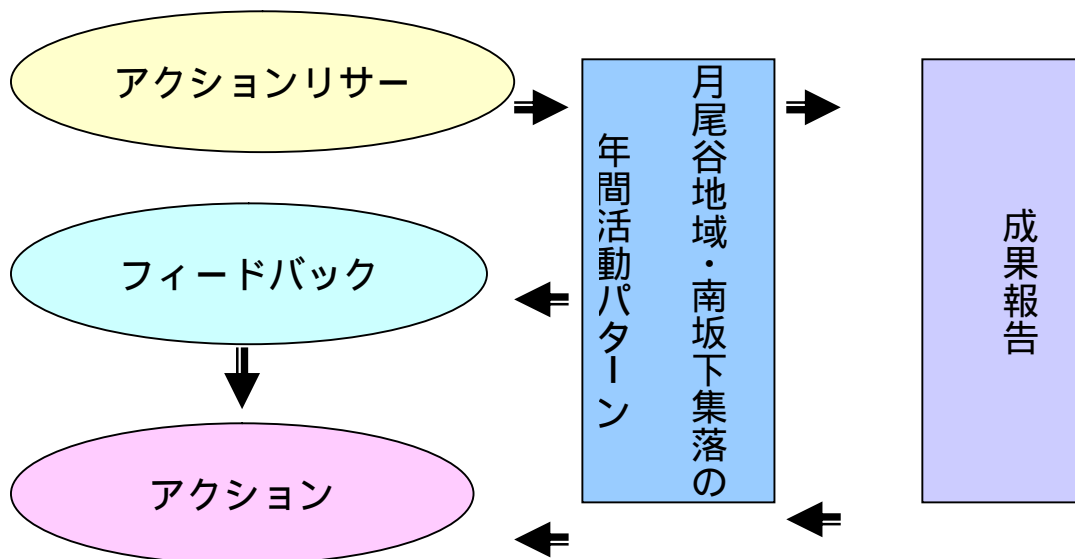 アクションリサー
フィードバック
アクション
月尾谷地域・南坂下集落の
年間活動パターン
成果報告